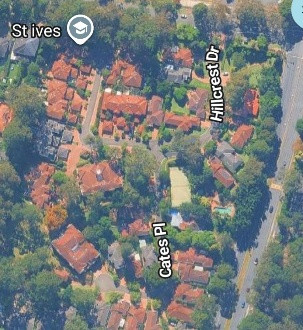 St ives
Hillcrest Dr
Cates Pl